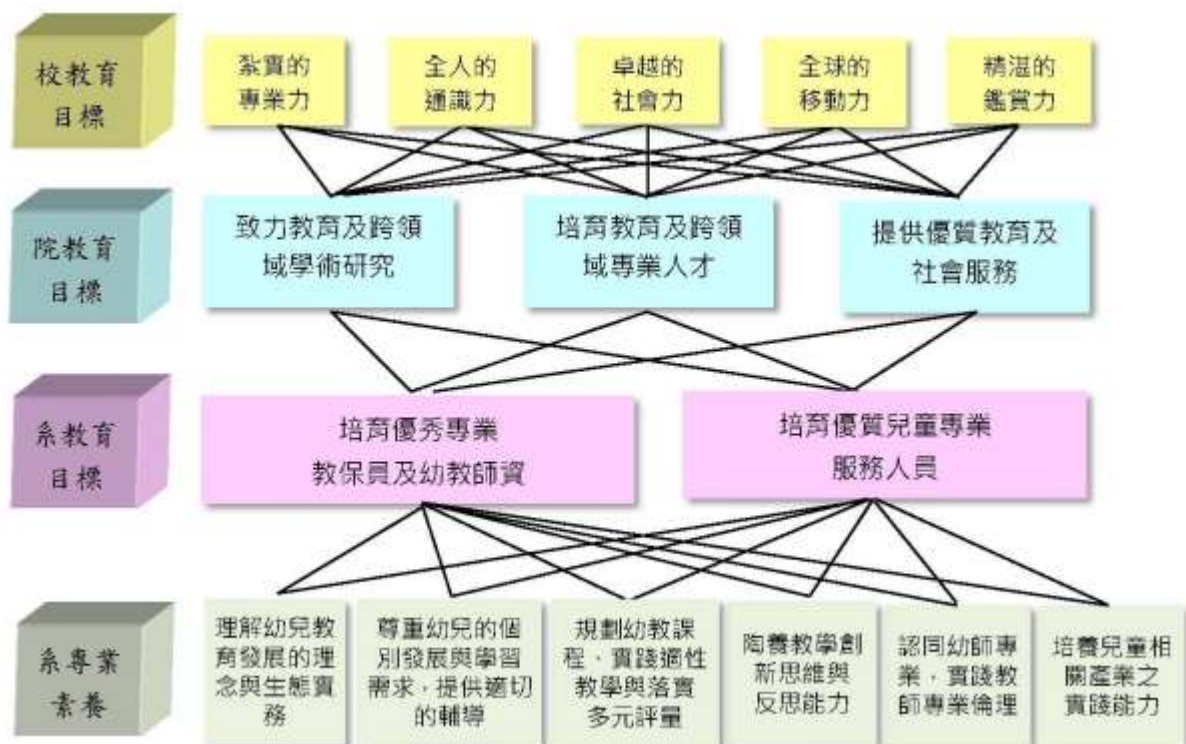 校教育
目標
紮實的
專業力
全人的
通識力
卓越的
社會力
全球的
移動力
精湛的
鑑賞力
院教育
目標
致力教育及跨領
域學術研究
培育教育及跨領
域專業人才
提供優質教育及
社會服務
系教育
目標
培育優秀專業
教保員及幼教師資
培育優質兒童專業
服務人員
系專業
素養
理解幼兒教
育發展的理
念與生態實
務
尊重幼兒的個
別發展與學習
需求，提供適切
的輔導
規劃幼教課
程、實踐適性
教學與落實
多元評量
陶養教學創
新思維與
反思能力
認同幼師專
業，實踐教
師專業倫理
培養兒童相
關產業之
實踐能力